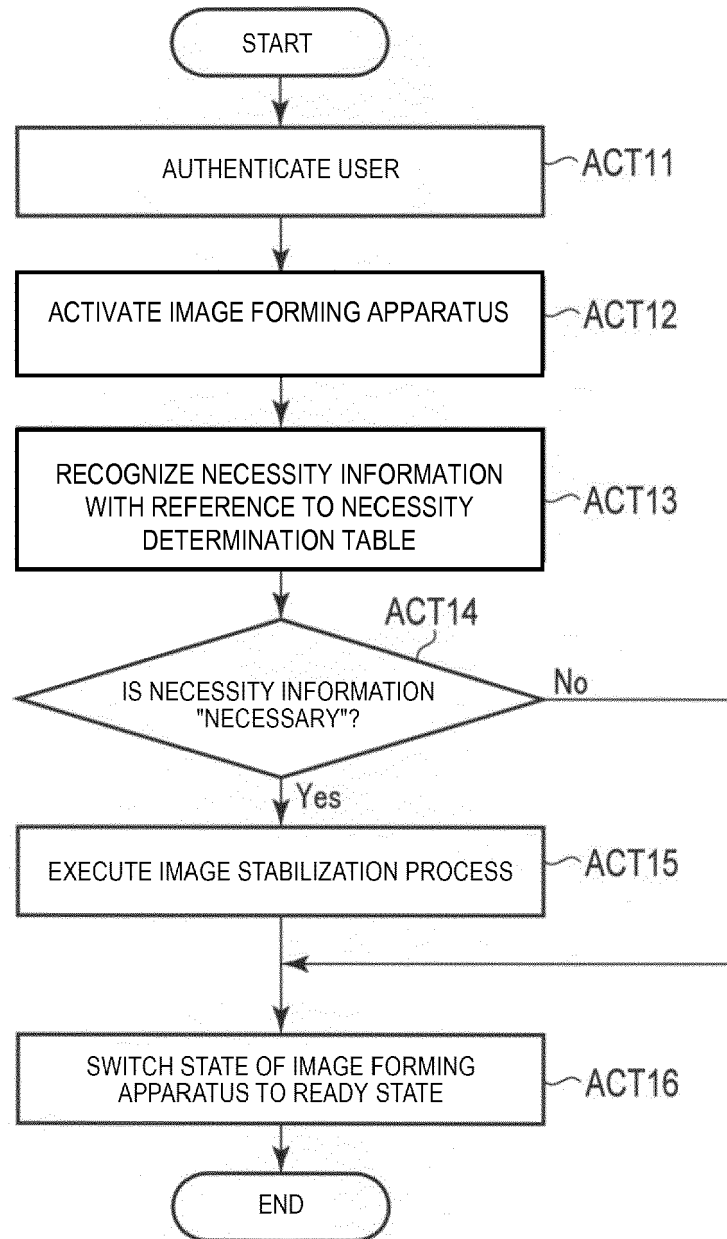 START
AUTHENTICATE USER
ACT11
ACTIVATE IMAGE FORMING APPARATUS
ACT12
RECOGNIZE NECESSITY INFORMATION
WITH REFERENCE TO NECESSITY
DETERMINATION TABLE
ACT13
ACT14
IS NECESSITY INFORMATION
"NECESSARY"?
No
Yes
EXECUTE IMAGE STABILIZATION PROCESS
ACT15
SWITCH STATE OF IMAGE FORMING
APPARATUS TO READY STATE
ACT16
END